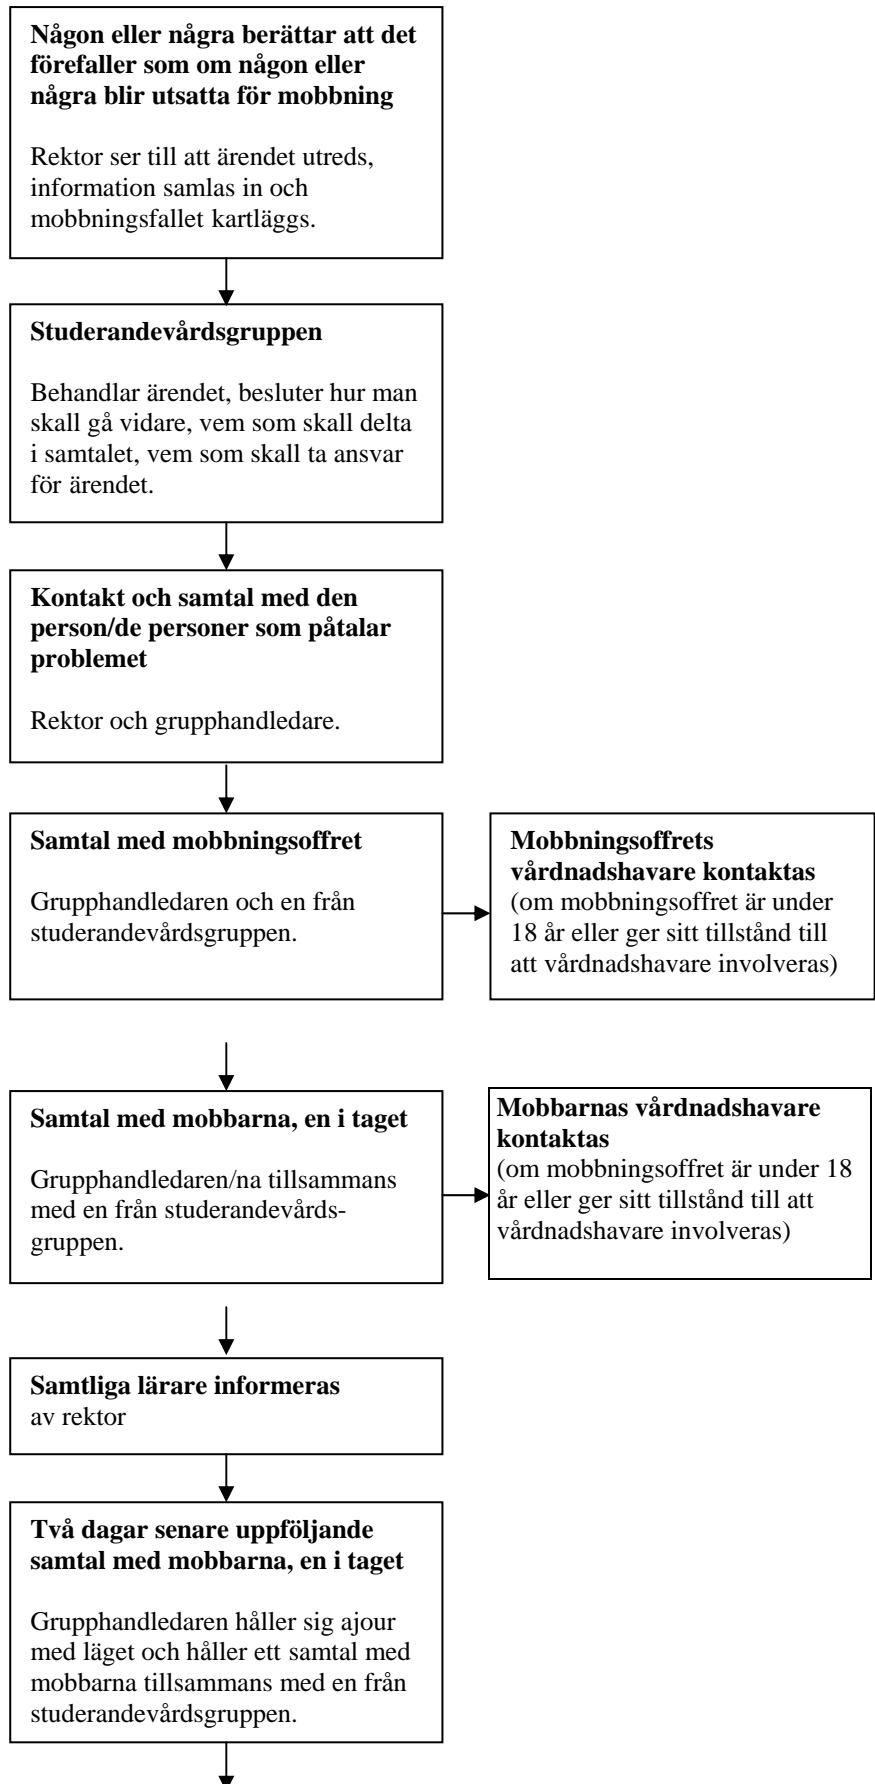 Någon eller några berättar att det
förefaller som om någon eller
några blir utsatta för mobbning
Rektor ser till att ärendet utreds,
information samlas in och
mobbningsfallet kartläggs.
Studerandevårdsgruppen
Behandlar ärendet, besluter hur man
skall gå vidare, vem som skall delta
i samtalet, vem som skall ta ansvar
för ärendet.
Kontakt och samtal med den
person/de personer som påtalar
problemet
Rektor och grupphandledare.
Samtal med mobbningsoffret
Grupphandledaren och en från
studerandevårdsgruppen.
Mobbningsoffrets
vårdnadshavare kontaktas
(om mobbningsoffret är under
18 år eller ger sitt tillstånd till
att vårdnadshavare involveras)
Samtal med mobbarna, en i taget
Grupphandledaren/na tillsammans
med en från studerandevårds-
gruppen.
Mobbarnas vårdnadshavare
kontaktas
(om mobbningsoffret är under 18
år eller ger sitt tillstånd till att
vårdnadshavare involveras)
Samtliga lärare informeras
av rektor
Två dagar senare uppföljande
samtal med mobbarna, en i taget
Grupphandledaren håller sig ajour
med läget och håller ett samtal med
mobbarna tillsammans med en från
studerandevårdsgruppen.